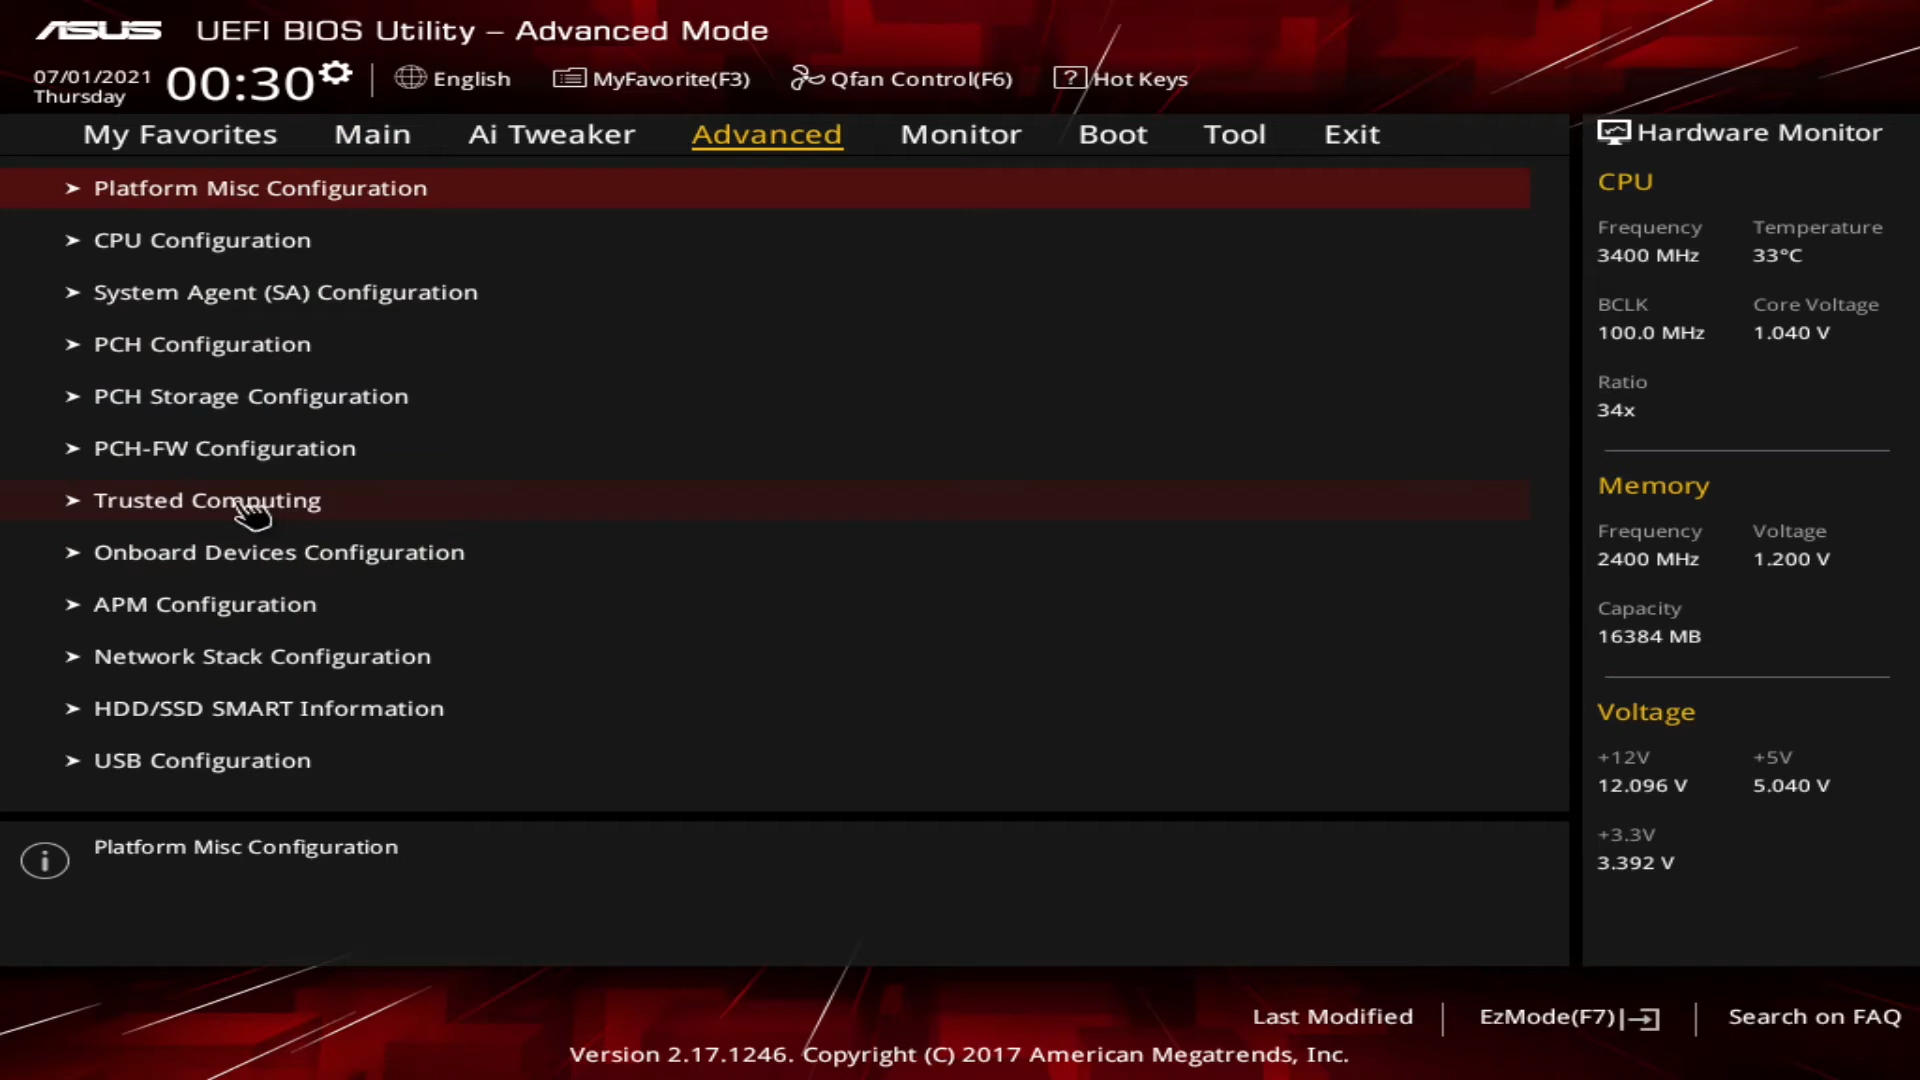 ASUS UEFI BIOS Utility – Advanced Mode
07/01/2021
Thursday
00:30
English
MyFavorite(F3)
Qfan Control(F6)
? Hot Keys
My Favorites Main Ai Tweaker Advanced Monitor Boot Tool Exit
Platform Misc Configuration
CPU Configuration
System Agent (SA) Configuration
PCH Configuration
PCH Storage Configuration
PCH-FW Configuration
Trusted Computing
Onboard Devices Configuration
APM Configuration
Network Stack Configuration
HDD/SSD SMART Information
USB Configuration
i Platform Misc Configuration
Hardware Monitor
CPU
Frequency Temperature
3400 MHz 33°C
BCLK Core Voltage
100.0 MHz 1.040 V
Ratio
34x
Memory
Frequency Voltage
2400 MHz 1.200 V
Capacity
16384 MB
Voltage
+12V +5V
12.096 V 5.040 V
+3.3V
3.392 V
Last Modified EzMode(F7) Search on FAQ
Version 2.17.1246. Copyright (C) 2017 American Megatrends, Inc.